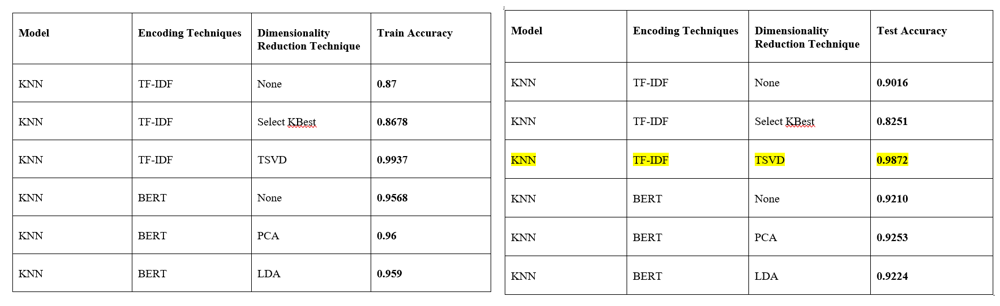 Model Encoding Techniques Dimensionality Reduction Technique Train Accuracy
KNN TF-IDF None 0.87
KNN TF-IDF Select KBest 0.8678
KNN TF-IDF TSVD 0.9937
KNN BERT None 0.9568
KNN BERT PCA 0.96
KNN BERT LDA 0.959
Model Encoding Techniques Dimensionality Reduction Technique Test Accuracy
KNN TF-IDF None 0.9016
KNN TF-IDF Select KBest 0.8251
KNN TF-IDF TSVD 0.9872
KNN BERT None 0.9210
KNN BERT PCA 0.9253
KNN BERT LDA 0.9224